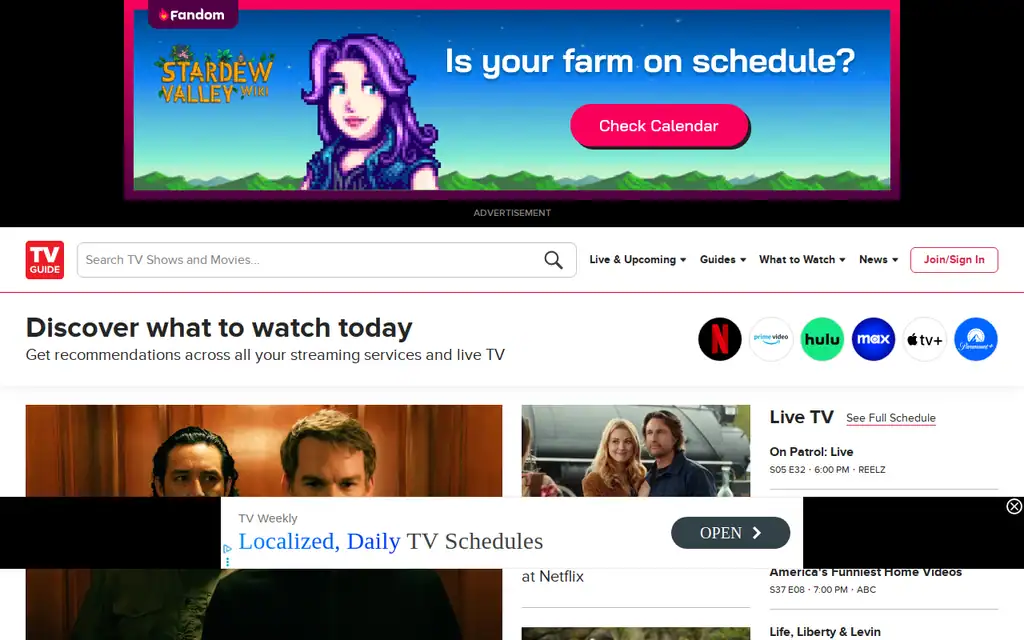 Fandom
STARDEW
VALLEY WIKI
Is your farm on schedule?
Check Calendar
ADVERTISEMENT
TV
GUIDE
Search TV Shows and Movies...
Live & Upcoming
Guides
What to Watch
News
Join/Sign In
Discover what to watch today
Get recommendations across all your streaming services and live TV
N
prime video
hulu
max
tv+
Paramount+
Live TV
See Full Schedule
On Patrol: Live
S05 E32 · 6:00 PM · REELZ
TV Weekly
Localized, Daily TV Schedules
OPEN
at Netflix
America's Funniest Home Videos
S37 E08 · 7:00 PM · ABC
Life, Liberty & Levin